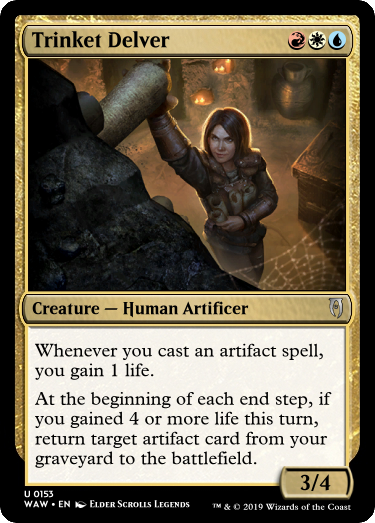 Trinket Delver
Creature — Human Artificer
Whenever you cast an artifact spell,
you gain 1 life.
At the beginning of each end step, if
you gained 4 or more life this turn,
return target artifact card from your
graveyard to the battlefield.
3/4
U 0153
WAW • EN Elder Scrolls Legends
™ & © 2019 Wizards of the Coast